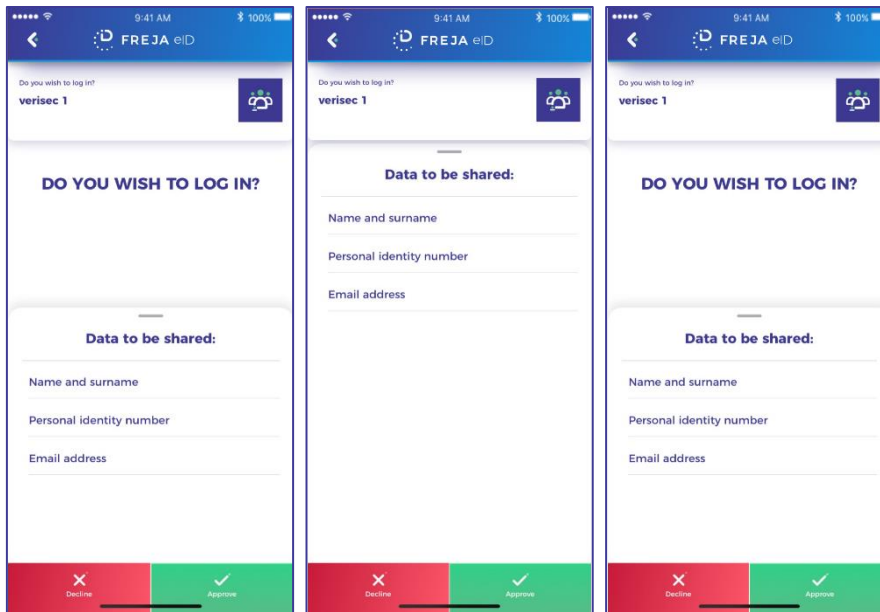 9:41 AM
100%
FREJA eID
Do you wish to log in?
verisec 1
DO YOU WISH TO LOG IN?
Data to be shared:
Name and surname
Personal identity number
Email address
Decline
Approve
9:41 AM
100%
FREJA eID
Do you wish to log in?
verisec 1
Data to be shared:
Name and surname
Personal identity number
Email address
Decline
Approve
9:41 AM
100%
FREJA eID
Do you wish to log in?
verisec 1
DO YOU WISH TO LOG IN?
Data to be shared:
Name and surname
Personal identity number
Email address
Decline
Approve